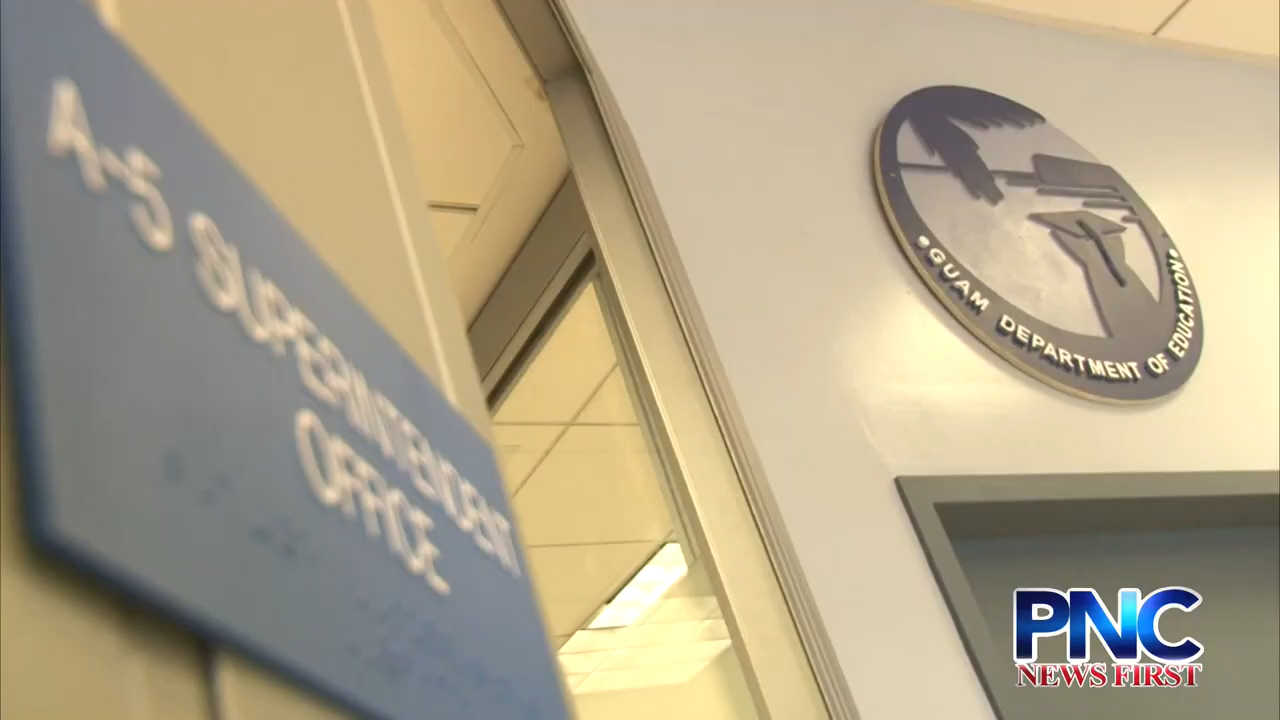 A-5 SUPERINTENDENT
OFFICE
• GUAM DEPARTMENT OF EDUCATION •
PNC
NEWS FIRST